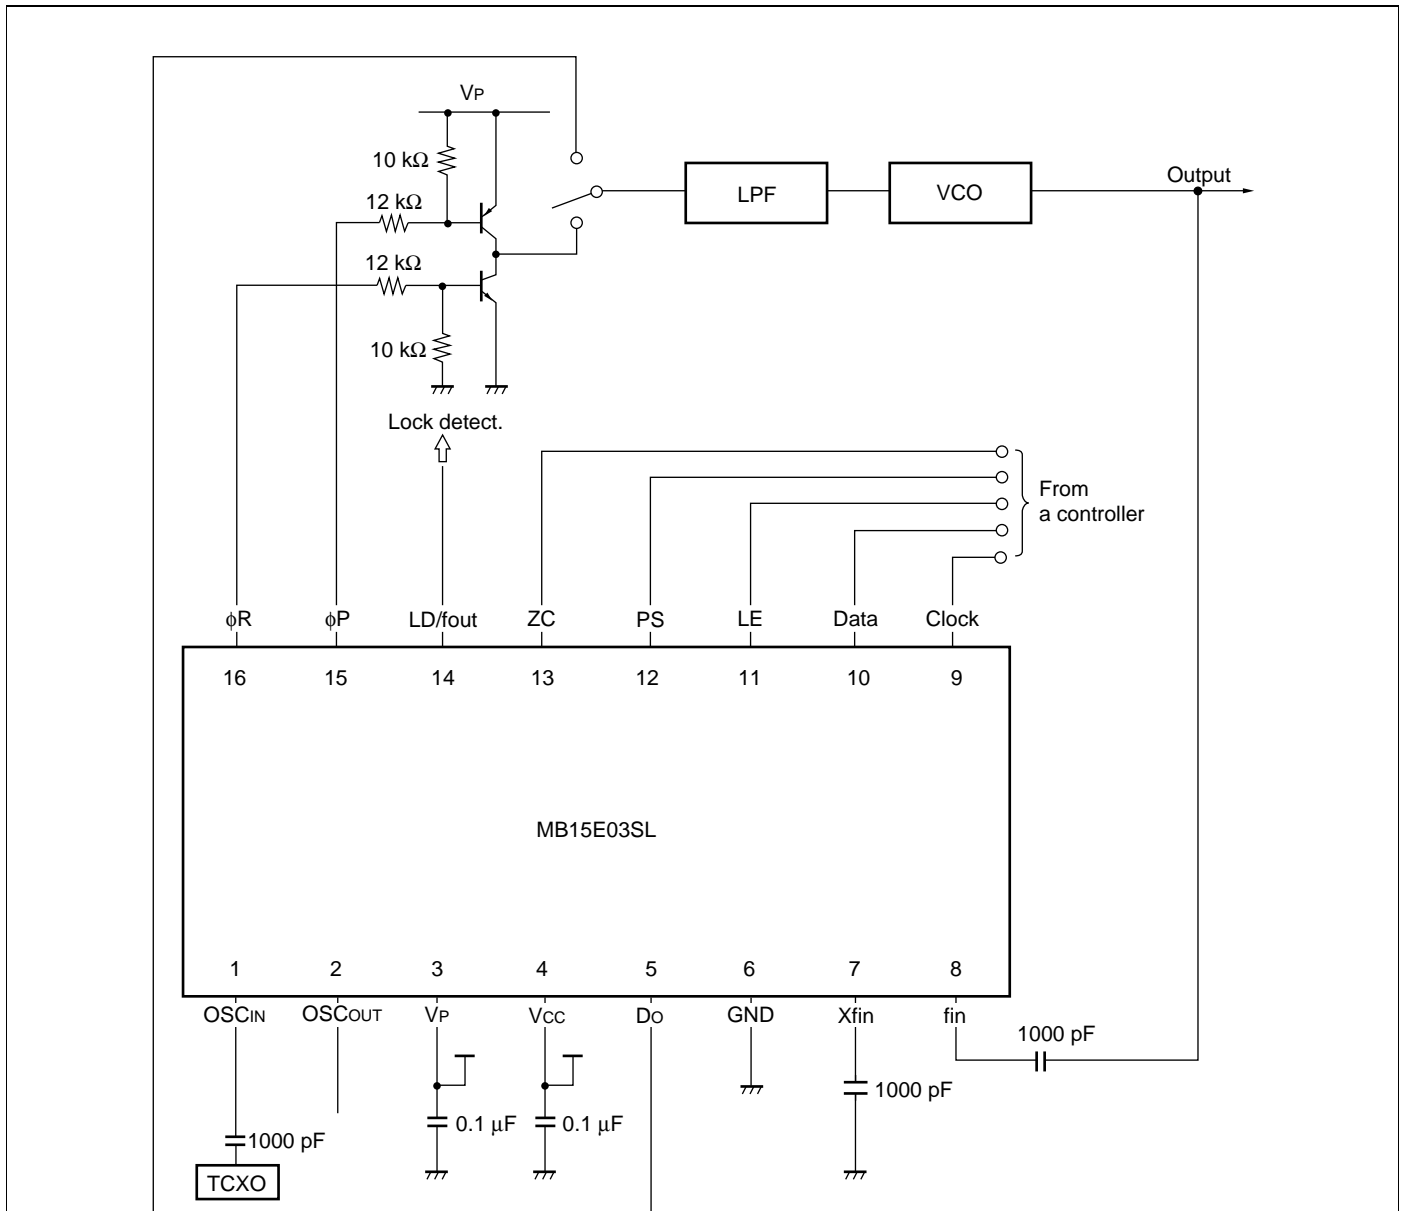 VP
10 kΩ
12 kΩ
12 kΩ
10 kΩ
LPF
VCO
Output
Lock detect.
From
a controller
φR φP LD/fout ZC PS LE Data Clock
16 15 14 13 12 11 10 9
MB15E03SL
1 2 3 4 5 6 7 8
OSCIN OSCOUT VP VCC DO GND Xfin fin
1000 pF
1000 pF
0.1 μF 0.1 μF
1000 pF
TCXO